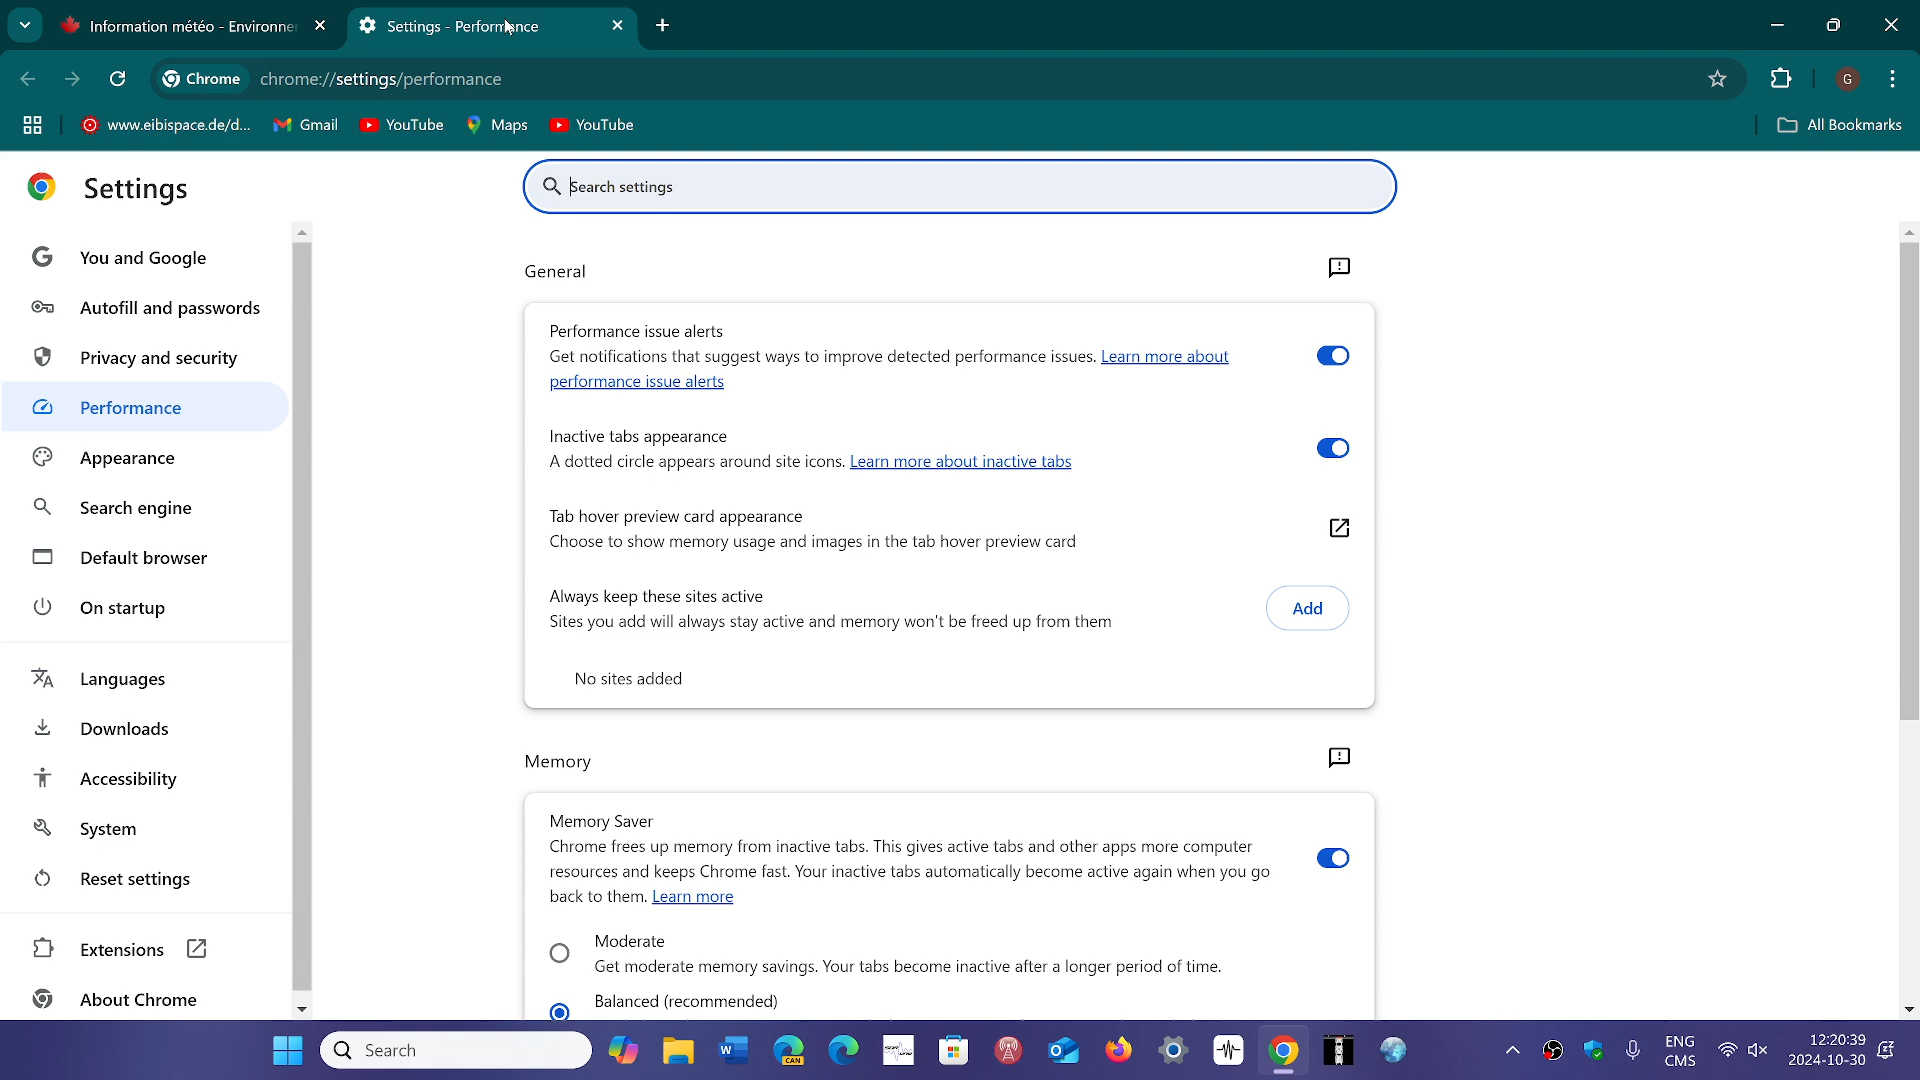 Information météo - Environne
Settings - Performance
Chrome
chrome://settings/performance
G
www.eibispace.de/d...
Gmail
YouTube
Maps
YouTube
All Bookmarks
Settings
Search settings
You and Google
Autofill and passwords
Privacy and security
Performance
Appearance
Search engine
Default browser
On startup
Languages
Downloads
Accessibility
System
Reset settings
Extensions
About Chrome
General
Performance issue alerts
Get notifications that suggest ways to improve detected performance issues. Learn more about
performance issue alerts
Inactive tabs appearance
A dotted circle appears around site icons. Learn more about inactive tabs
Tab hover preview card appearance
Choose to show memory usage and images in the tab hover preview card
Always keep these sites active
Sites you add will always stay active and memory won't be freed up from them
Add
No sites added
Memory
Memory Saver
Chrome frees up memory from inactive tabs. This gives active tabs and other apps more computer
resources and keeps Chrome fast. Your inactive tabs automatically become active again when you go
back to them. Learn more
Moderate
Get moderate memory savings. Your tabs become inactive after a longer period of time.
Balanced (recommended)
Search
CAN
ENG
CMS
12:20:39
2024-10-30